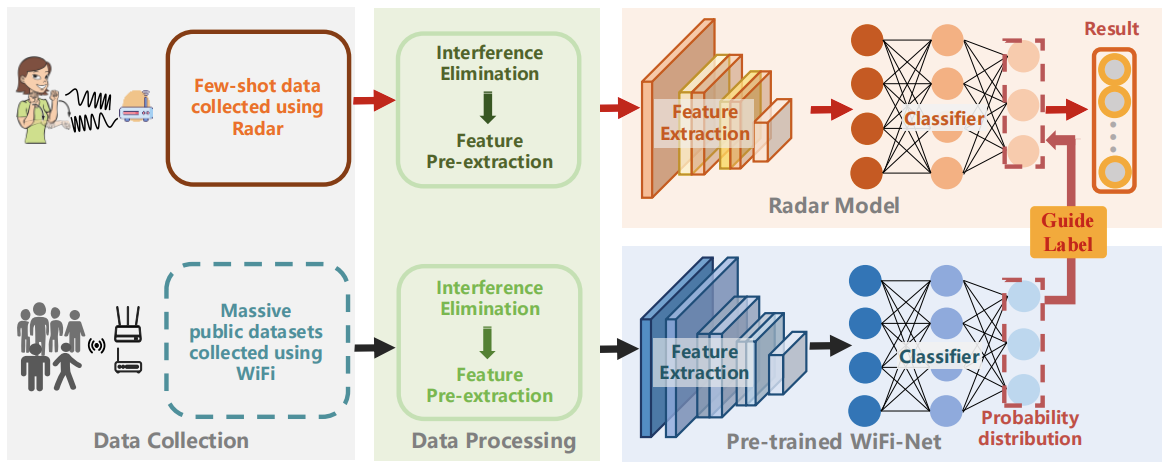 Few-shot data
collected using
Radar
Interference
Elimination
Feature
Pre-extraction
Feature
Extraction
Classifier
Result
Radar Model
Guide
Label
Massive
public datasets
collected using
WiFi
Data Collection
Interference
Elimination
Feature
Pre-extraction
Data Processing
Feature
Extraction
Classifier
Probability
distribution
Pre-trained WiFi-Net